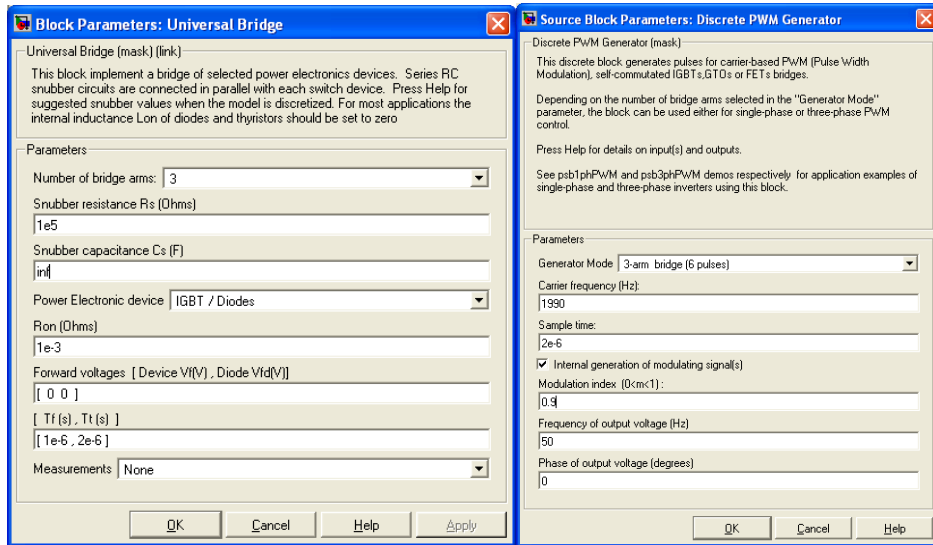 Block Parameters: Universal Bridge
Universal Bridge (mask) (link)
This block implement a bridge of selected power electronics devices. Series RC
snubber circuits are connected in parallel with each switch device. Press Help for
suggested snubber values when the model is discretized. For most applications the
internal inductance Lon of diodes and thyristors should be set to zero
Parameters
Number of bridge arms: 3
Snubber resistance Rs (Ohms)
1e5
Snubber capacitance Cs (F)
inf
Power Electronic device IGBT / Diodes
Ron (Ohms)
1e-3
Forward voltages [ Device Vf(V) , Diode Vfd(V)]
[ 0 0 ]
[ Tf (s) , Tt (s) ]
[ 1e-6 , 2e-6 ]
Measurements None
OK Cancel Help Apply
Source Block Parameters: Discrete PWM Generator
Discrete PWM Generator (mask)
This discrete block generates pulses for carrier-based PWM (Pulse Width
Modulation), self-commutated IGBTs,GTOs or FETs bridges.
Depending on the number of bridge arms selected in the "Generator Mode"
parameter, the block can be used either for single-phase or three-phase PWM
control.
Press Help for details on input(s) and outputs.
See psb1phPWM and psb3phPWM demos respectively for application examples of
single-phase and three-phase inverters using this block.
Parameters
Generator Mode 3-arm bridge (6 pulses)
Carrier frequency (Hz):
1990
Sample time:
2e-6
Internal generation of modulating signal(s)
Modulation index (0<m<1) :
0.9
Frequency of output voltage (Hz)
50
Phase of output voltage (degrees)
0
OK Cancel Help